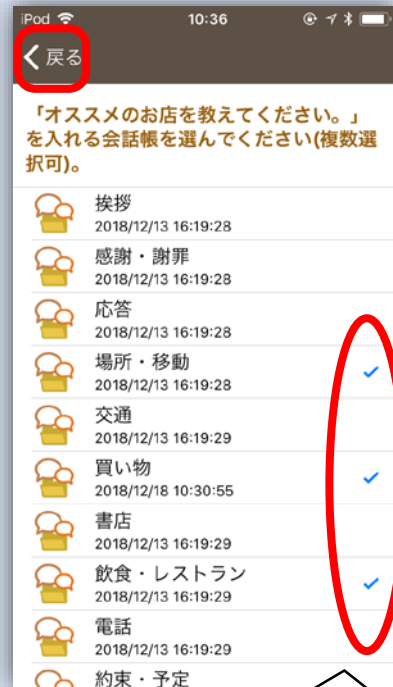 iPod 10:36
戻る
「オススメのお店を教えてください。」
を入れる会話帳を選んでください(複数選
択可)。
挨拶
2018/12/13 16:19:28
感謝・謝罪
2018/12/13 16:19:28
応答
2018/12/13 16:19:28
場所・移動
2018/12/13 16:19:28
交通
2018/12/13 16:19:29
買い物
2018/12/18 10:30:55
書店
2018/12/13 16:19:29
飲食・レストラン
2018/12/13 16:19:29
電話
2018/12/13 16:19:29
約束・予定